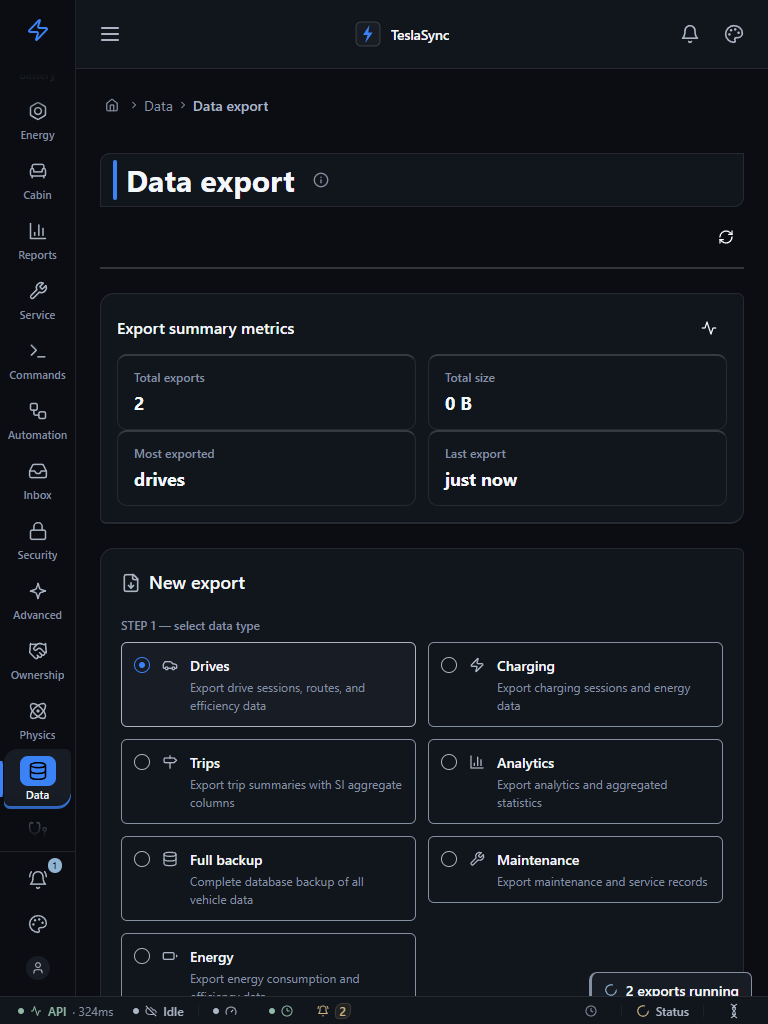 TeslaSync
Battery
Energy
Cabin
Reports
Service
Commands
Automation
Inbox
Security
Advanced
Ownership
Physics
Data
1
Data
Data export
Data export
Export summary metrics
Total exports
2
Total size
0 B
Most exported
drives
Last export
just now
New export
STEP 1 — select data type
Drives
Export drive sessions, routes, and
efficiency data
Charging
Export charging sessions and energy
data
Trips
Export trip summaries with SI aggregate
columns
Analytics
Export analytics and aggregated
statistics
Full backup
Complete database backup of all
vehicle data
Maintenance
Export maintenance and service records
Energy
Export energy consumption and
efficiency data
2 exports running
API · 324ms
Idle
2
Status